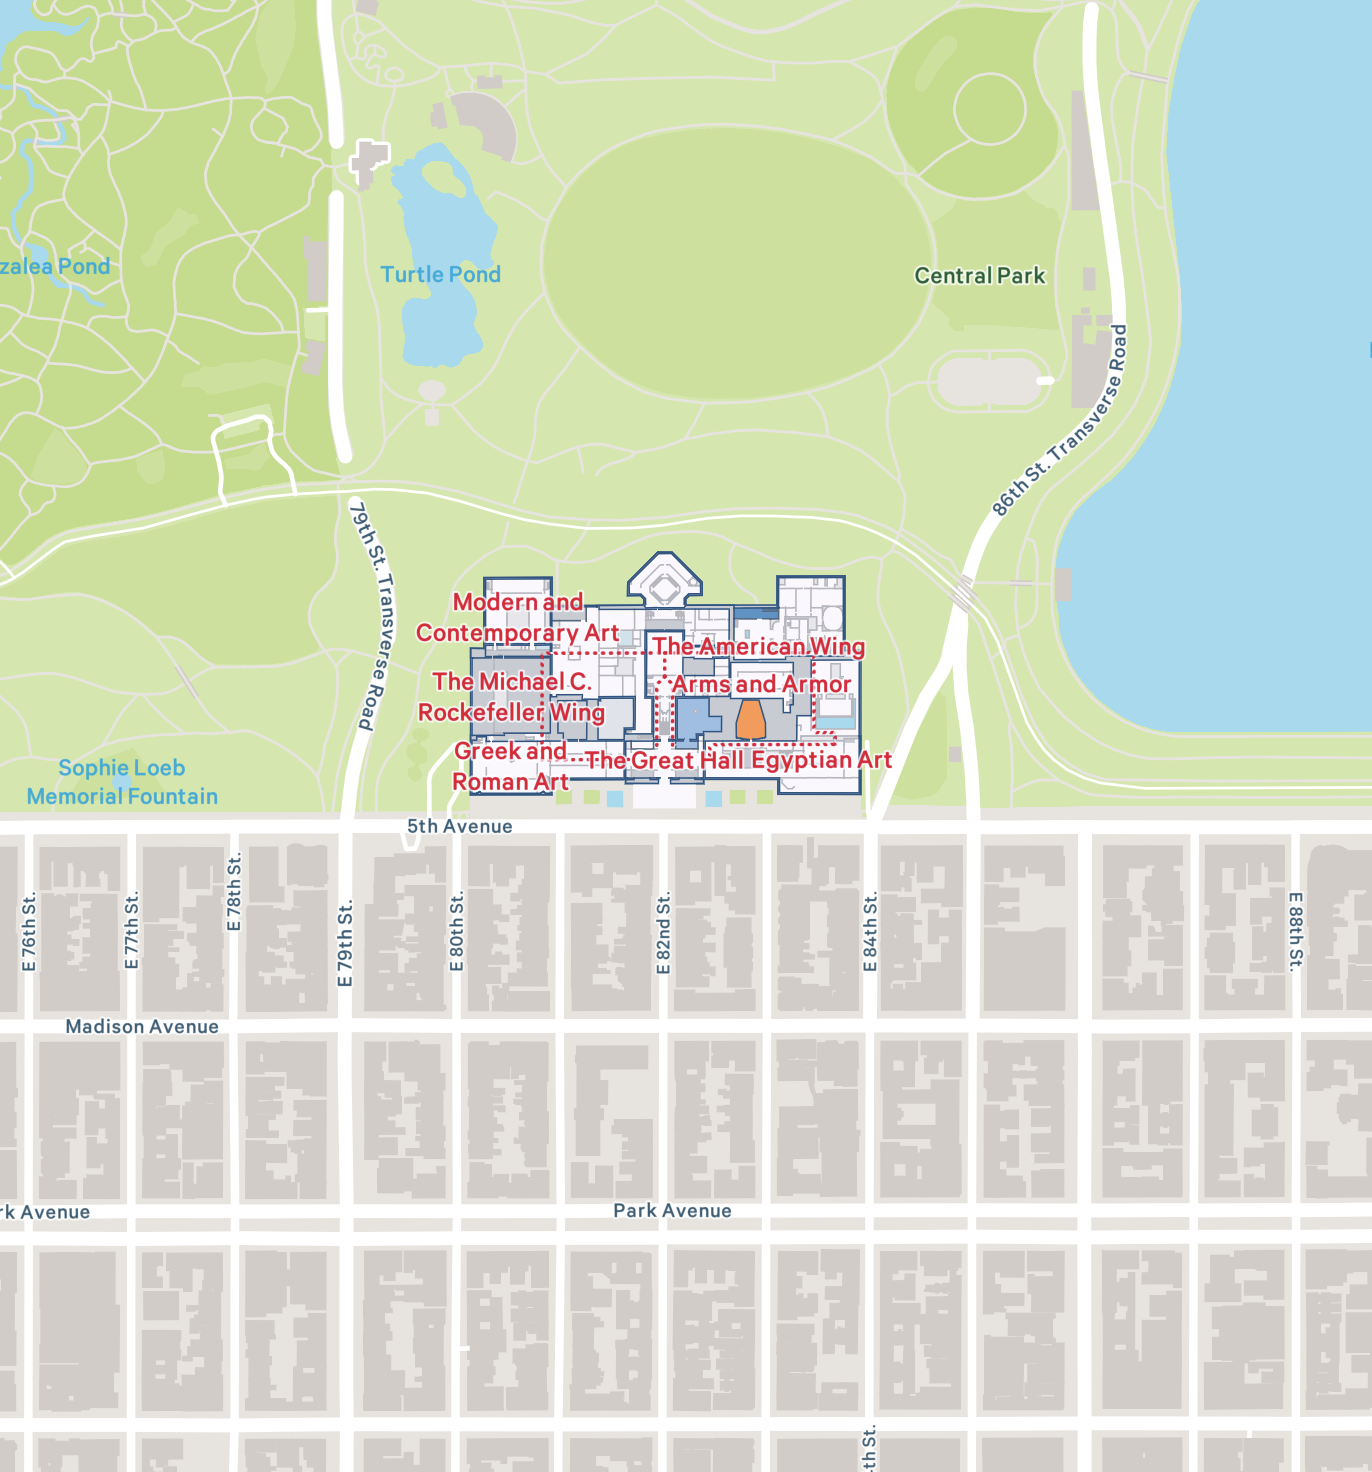 zalea Pond
Turtle Pond
Central Park
86th St. Transverse Road
79th St. Transverse Road
Modern and
Contemporary Art
The American Wing
The Michael C.
Rockefeller Wing
Arms and Armor
Greek and
Roman Art
The Great Hall
Egyptian Art
Sophie Loeb
Memorial Fountain
5th Avenue
E 76th St.
E 77th St.
E 78th St.
E 79th St.
E 80th St.
E 82nd St.
E 84th St.
E 88th St.
Madison Avenue
rk Avenue
Park Avenue
th St.